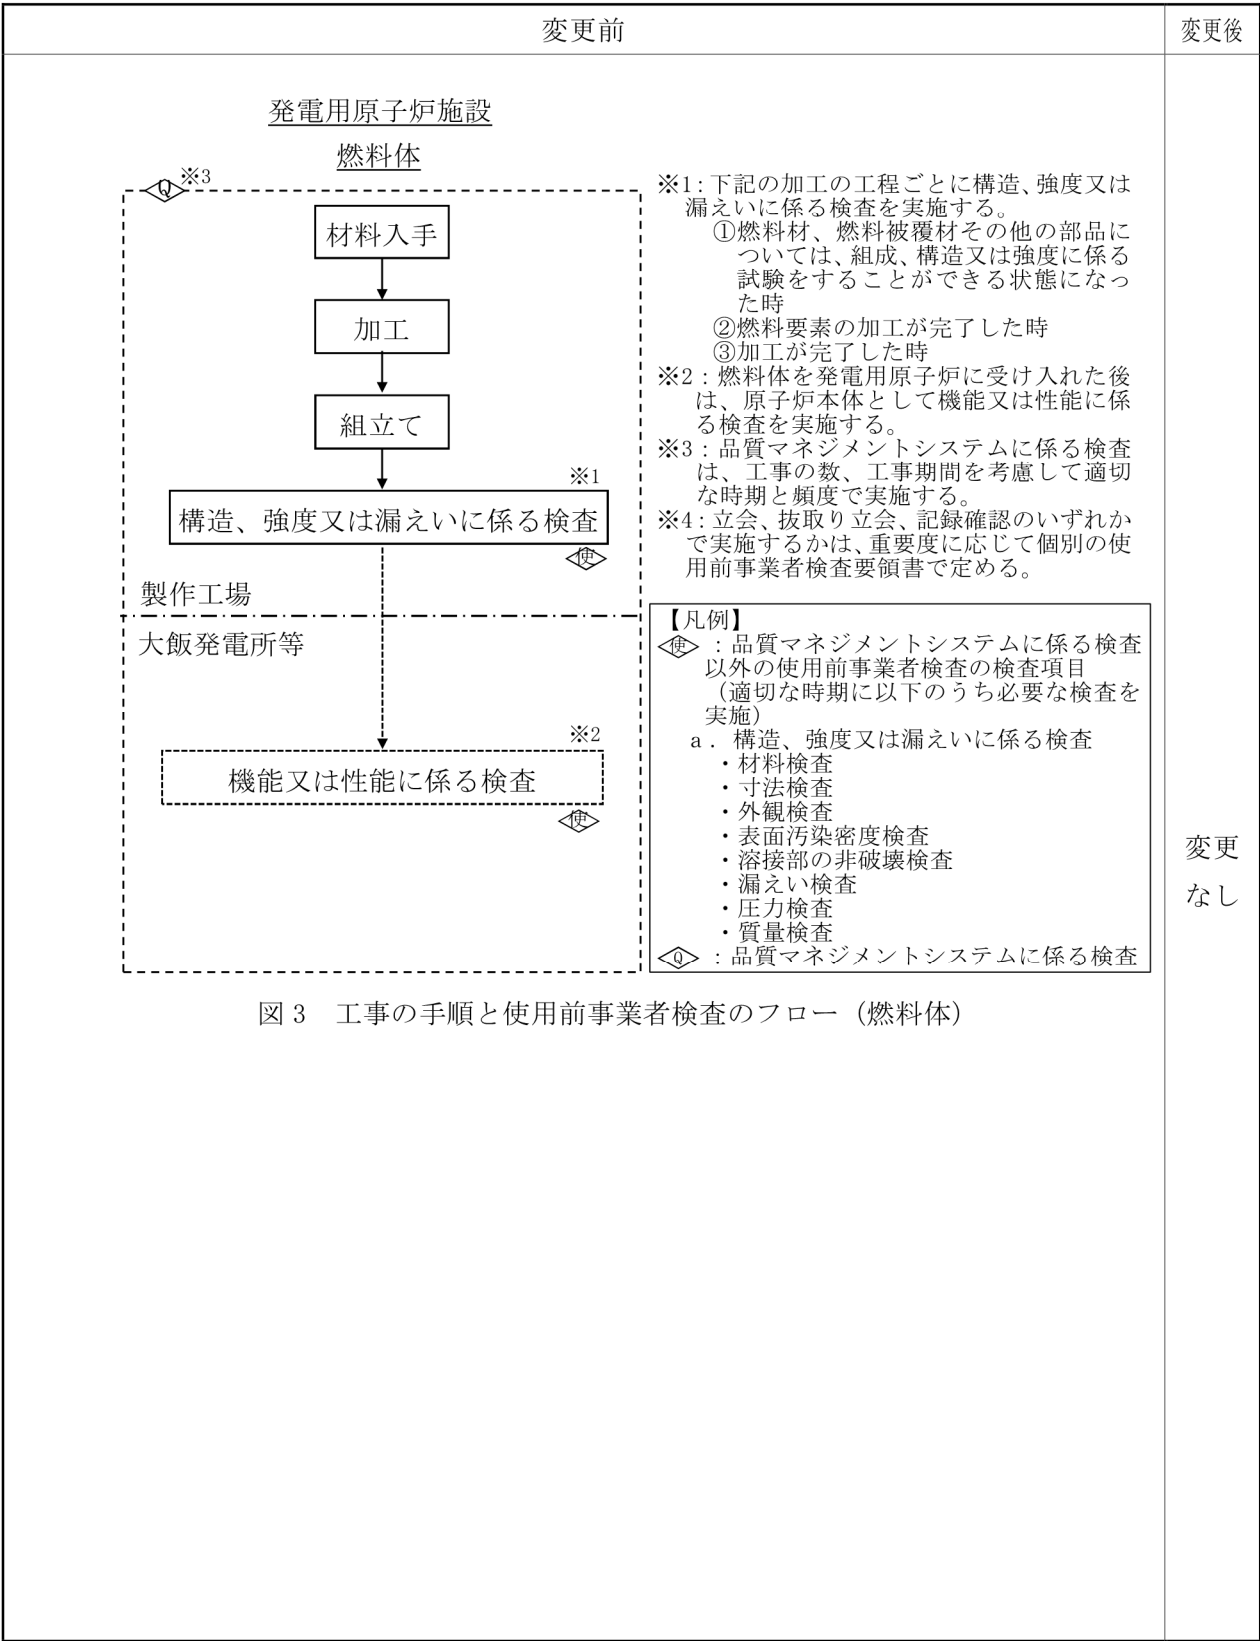 変更前
変更後
発電用原子炉施設
燃料体
Q
※3
材料入手
加工
組立て
※1
構造、強度又は漏えいに係る検査
使
製作工場
大飯発電所等
※2
機能又は性能に係る検査
使
※1：下記の加工の工程ごとに構造、強度又は
漏えいに係る検査を実施する。
①燃料材、燃料被覆材その他の部品に
ついては、組成、構造又は強度に係る
試験をすることができる状態になっ
た時
②燃料要素の加工が完了した時
③加工が完了した時
※2：燃料体を発電用原子炉に受け入れた後
は、原子炉本体として機能又は性能に係
る検査を実施する。
※3：品質マネジメントシステムに係る検査
は、工事の数、工事期間を考慮して適切
な時期と頻度で実施する。
※4：立会、抜取り立会、記録確認のいずれか
で実施するかは、重要度に応じて個別の使
用前事業者検査要領書で定める。
【凡例】
使：品質マネジメントシステムに係る検査
以外の使用前事業者検査の検査項目
（適切な時期に以下のうち必要な検査を
実施）
a．構造、強度又は漏えいに係る検査
・材料検査
・寸法検査
・外観検査
・表面汚染密度検査
・溶接部の非破壊検査
・漏えい検査
・圧力検査
・質量検査
Q：品質マネジメントシステムに係る検査
図3　工事の手順と使用前事業者検査のフロー（燃料体）
変更
なし